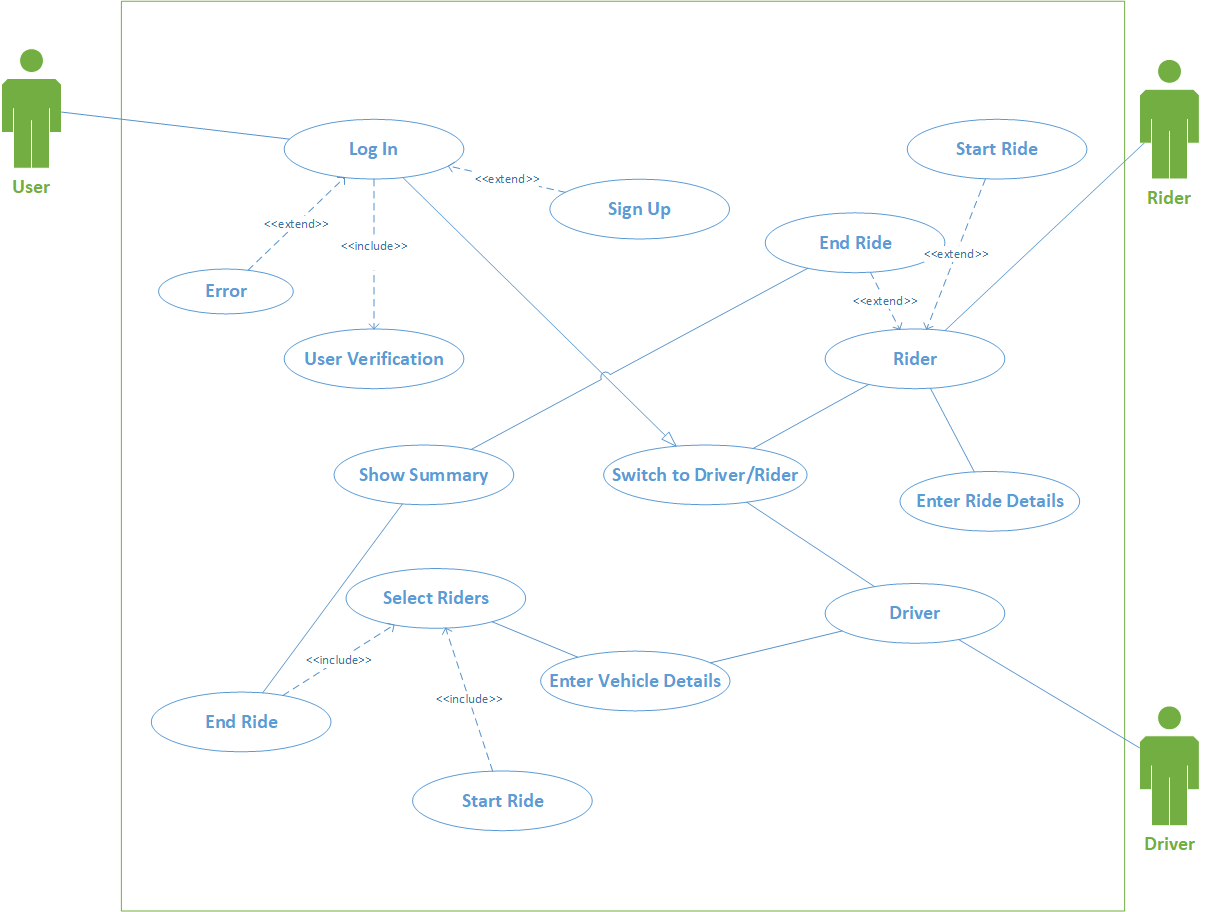 User
Rider
Log In
Start Ride
<<extend>>
Sign Up
<<extend>>
<<include>>
End Ride
<<extend>>
Error
<<extend>>
User Verification
Rider
Show Summary
Switch to Driver/Rider
Enter Ride Details
Select Riders
Driver
<<include>>
Enter Vehicle Details
<<include>>
End Ride
Start Ride
Driver